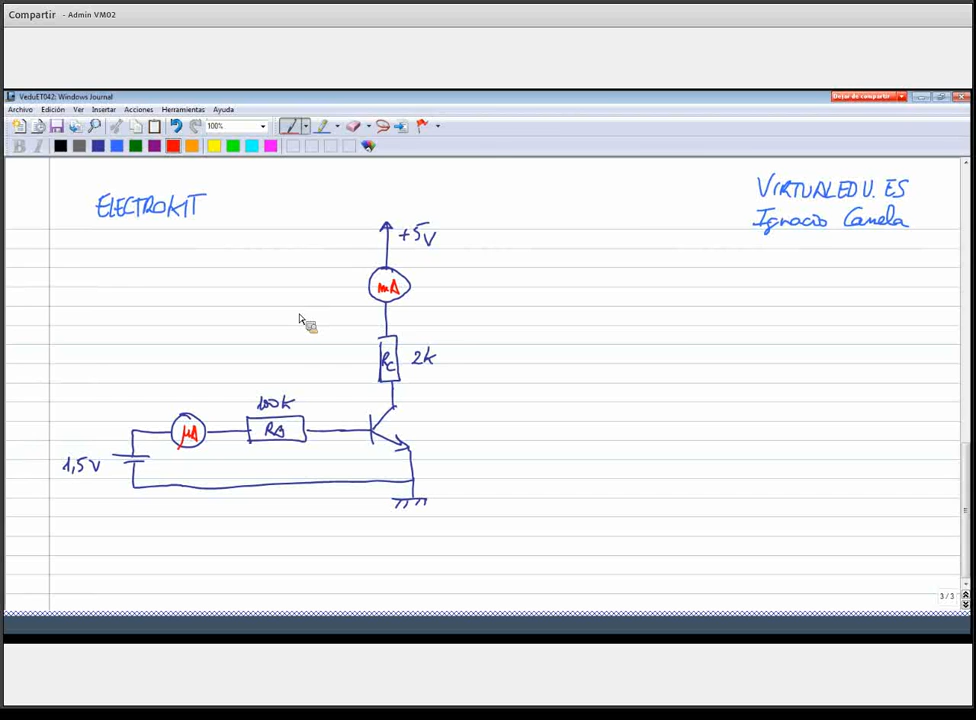 Compartir - Admin VM02
VeduET042: Windows Journal
Dejar de compartir
Archivo Edición Ver Insertar Acciones Herramientas Ayuda
100%
ELECTROKIT
VIRTUALEDU.ES
Ignacio Canela
+5V
mA
RC 2K
100K
µA
RB
1,5V
3 / 3